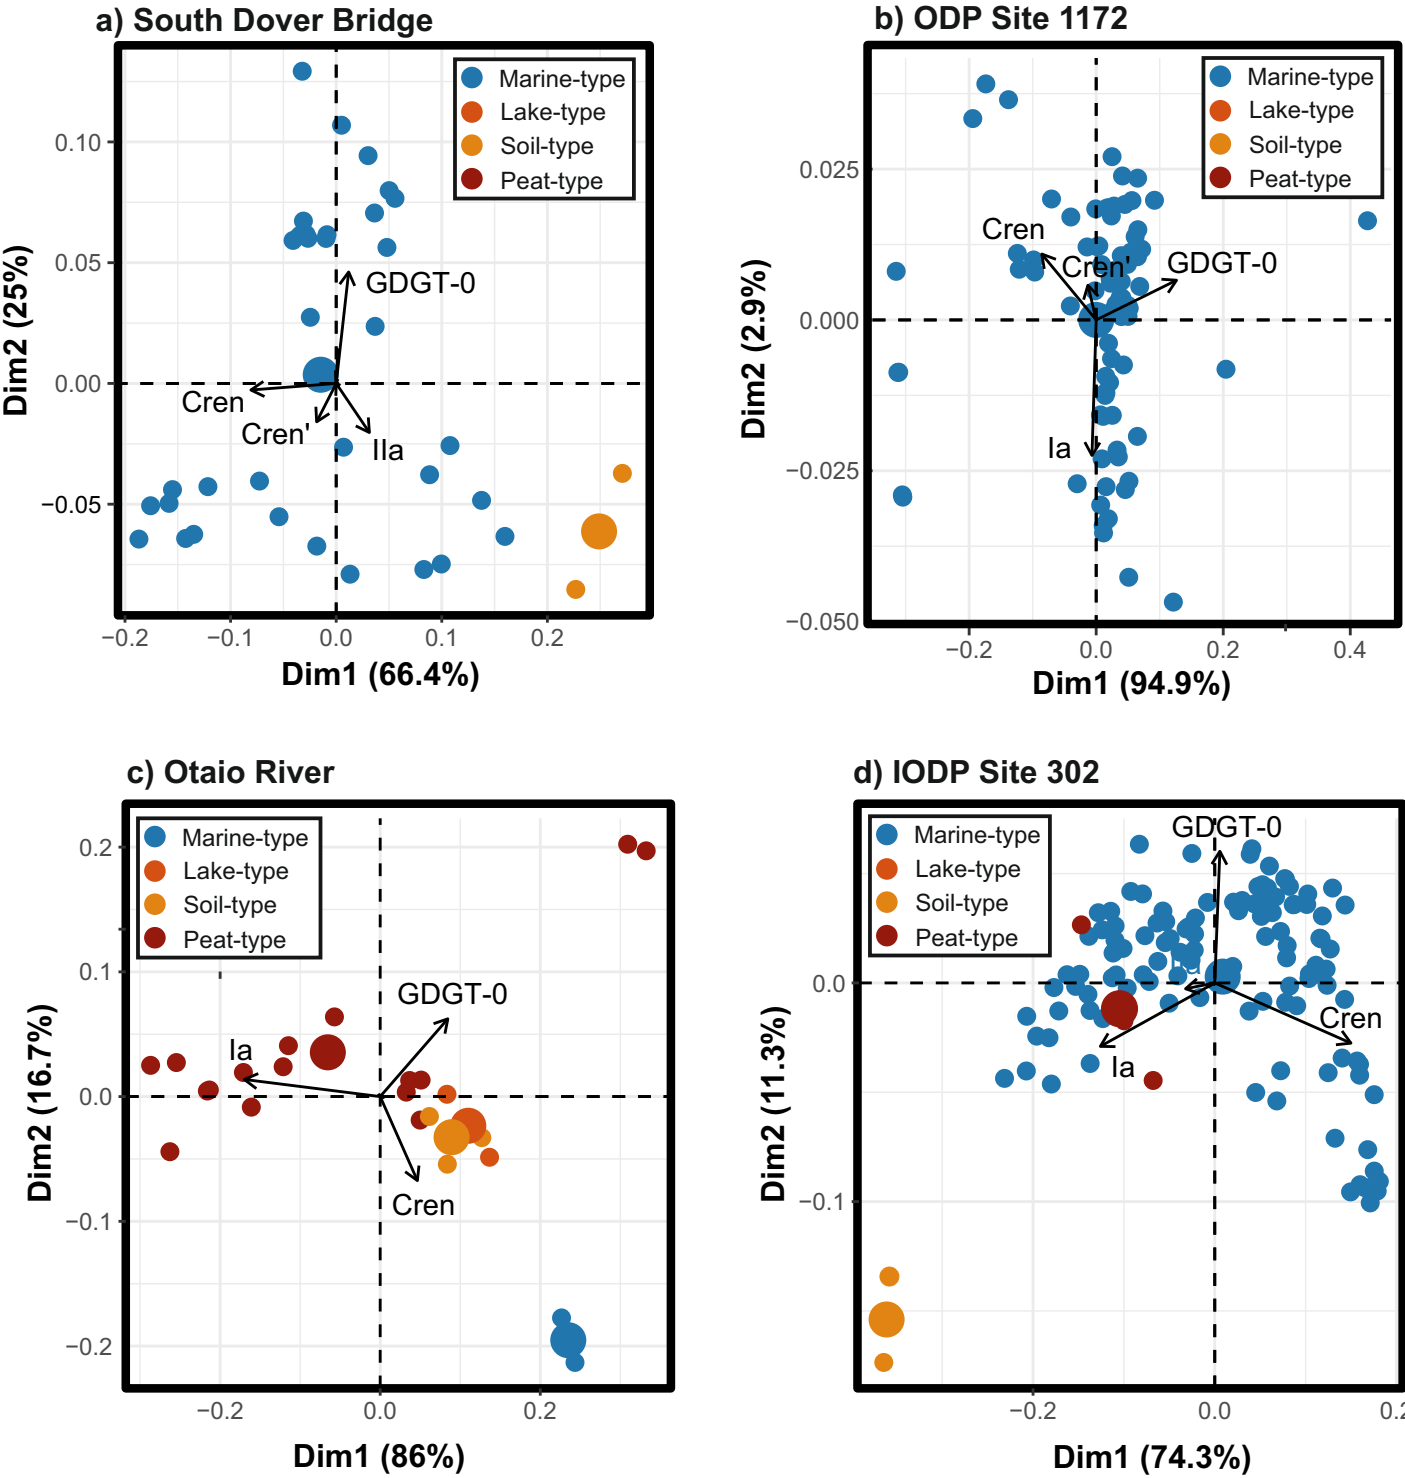 a) South Dover Bridge
Marine-type
Lake-type
Soil-type
Peat-type
0.10
0.05
0.00
−0.05
Dim2 (25%)
GDGT-0
Cren
Cren'
IIa
−0.2
−0.1
0.0
0.1
0.2
Dim1 (66.4%)
b) ODP Site 1172
Marine-type
Lake-type
Soil-type
Peat-type
0.025
0.000
−0.025
−0.050
Dim2 (2.9%)
Cren
Cren'
GDGT-0
Ia
−0.2
0.0
0.2
0.4
Dim1 (94.9%)
c) Otaio River
Marine-type
Lake-type
Soil-type
Peat-type
0.2
0.1
0.0
−0.1
−0.2
Dim2 (16.7%)
GDGT-0
Ia
Cren
−0.2
0.0
0.2
Dim1 (86%)
d) IODP Site 302
Marine-type
Lake-type
Soil-type
Peat-type
0.0
−0.1
Dim2 (11.3%)
GDGT-0
Cren
Ia
−0.2
0.0
0.2
Dim1 (74.3%)